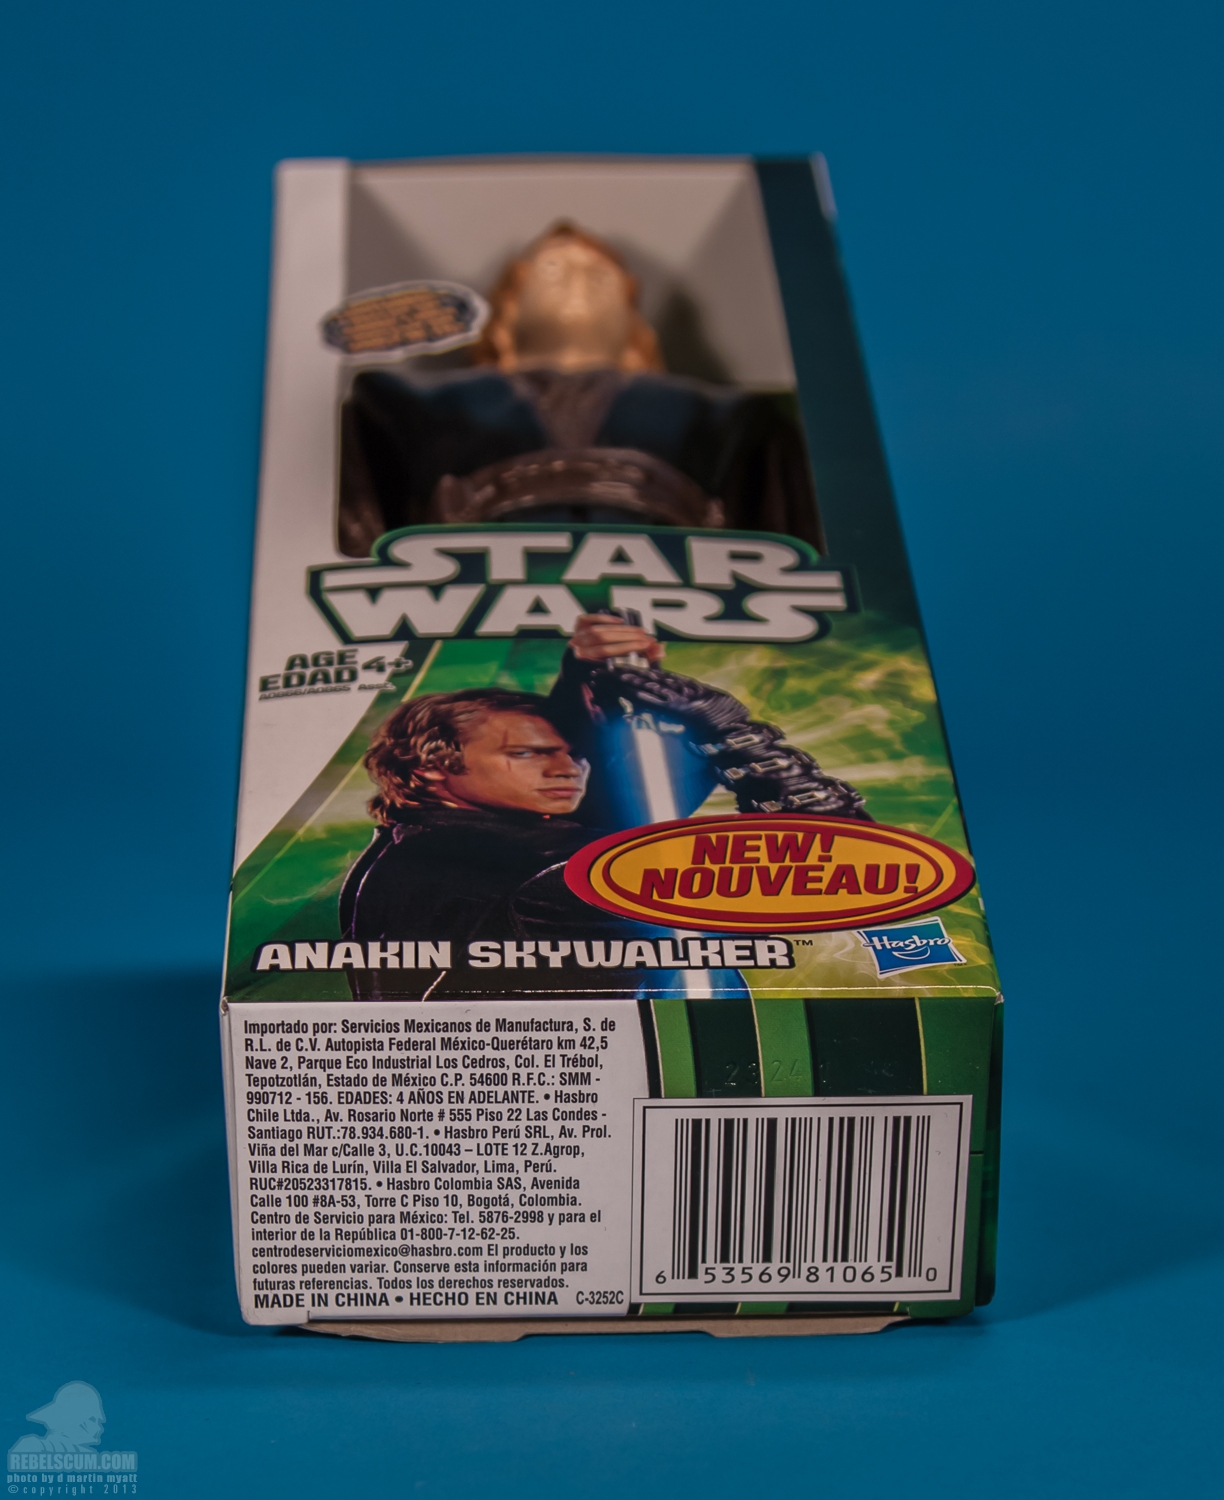 STAR
WARS
AGE
EDAD 4+
NEW!
NOUVEAU!
ANAKIN SKYWALKER™
Hasbro
Importado por: Servicios Mexicanos de Manufactura, S. de
R.L. de C.V. Autopista Federal México-Querétaro km 42,5
Nave 2, Parque Eco Industrial Los Cedros, Col. El Trébol,
Tepotzotlán, Estado de México C.P. 54600 R.F.C.: SMM -
990712 - 156. EDADES: 4 AÑOS EN ADELANTE. • Hasbro
Chile Ltda., Av. Rosario Norte # 555 Piso 22 Las Condes -
Santiago RUT.:78.934.680-1. • Hasbro Perú SRL, Av. Prol.
Viña del Mar c/Calle 3, U.C.10043 – LOTE 12 Z.Agrop,
Villa Rica de Lurín, Villa El Salvador, Lima, Perú.
RUC#20523317815. • Hasbro Colombia SAS, Avenida
Calle 100 #8A-53, Torre C Piso 10, Bogotá, Colombia.
Centro de Servicio para México: Tel. 5876-2998 y para el
interior de la República 01-800-7-12-62-25.
centrodeserviciomexico@hasbro.com El producto y los
colores pueden variar. Conserve esta información para
futuras referencias. Todos los derechos reservados.
MADE IN CHINA • HECHO EN CHINA C-3252C
6 53569 81065 0
REBELSCUM.COM
photo by d martin myatt
©copyright 2013